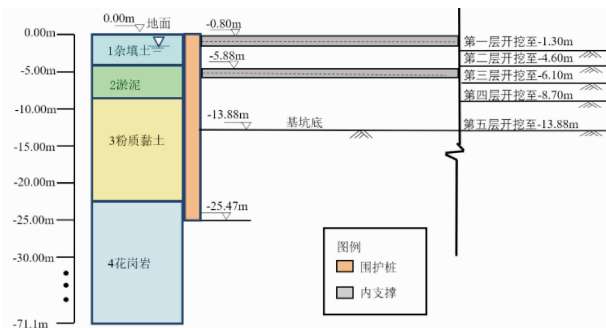 0.00m 地面
0.00m
-5.00m
-10.00m
-15.00m
-20.00m
-25.00m
-30.00m
-71.1m
1杂填土
2淤泥
3粉质黏土
4花岗岩
-0.80m
-5.88m
-13.88m
基坑底
-25.47m
第一层开挖至-1.30m
第二层开挖至-4.60m
第三层开挖至-6.10m
第四层开挖至-8.70m
第五层开挖至-13.88m
图例
围护桩
内支撑